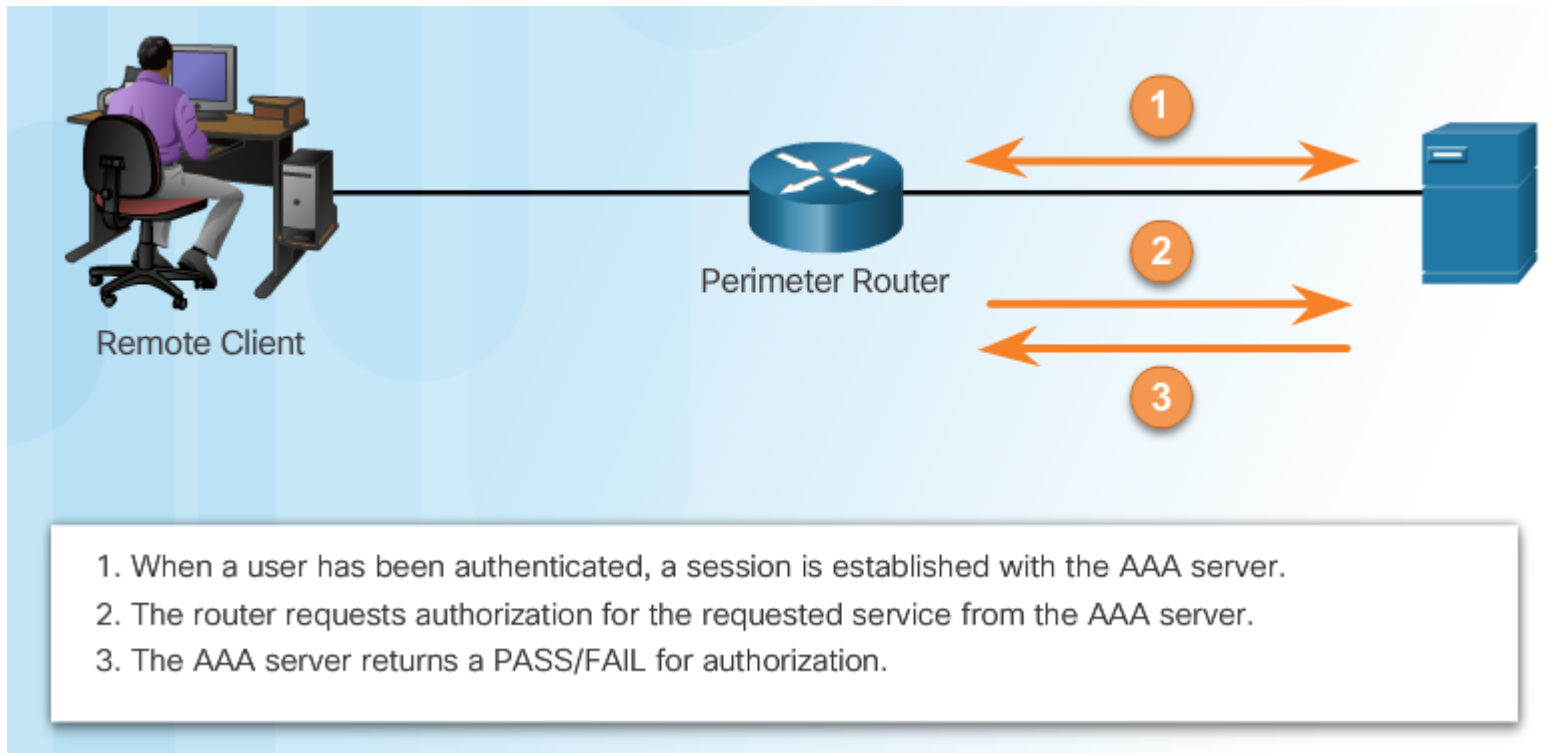 1
2
Perimeter Router
Remote Client
3
1. When a user has been authenticated, a session is established with the AAA server.
2. The router requests authorization for the requested service from the AAA server.
3. The AAA server returns a PASS/FAIL for authorization.